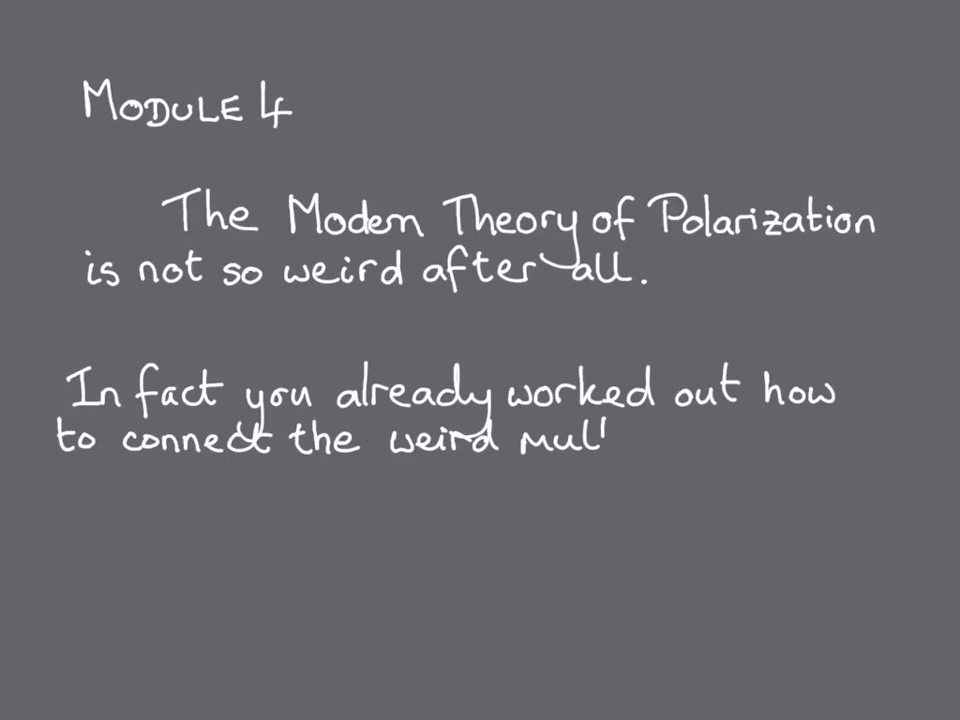 MODULE 4
The Modern Theory of Polarization
is not so weird after all.
In fact you already worked out how
to connect the weird mul